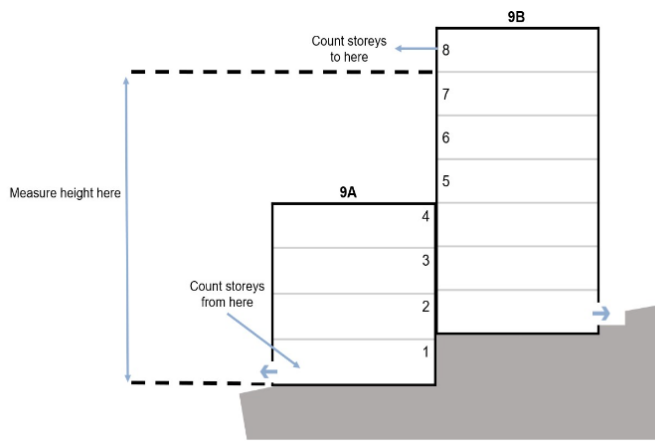 9B
Count storeys
to here
8
7
6
5
Measure height here
9A
4
3
2
1
Count storeys
from here